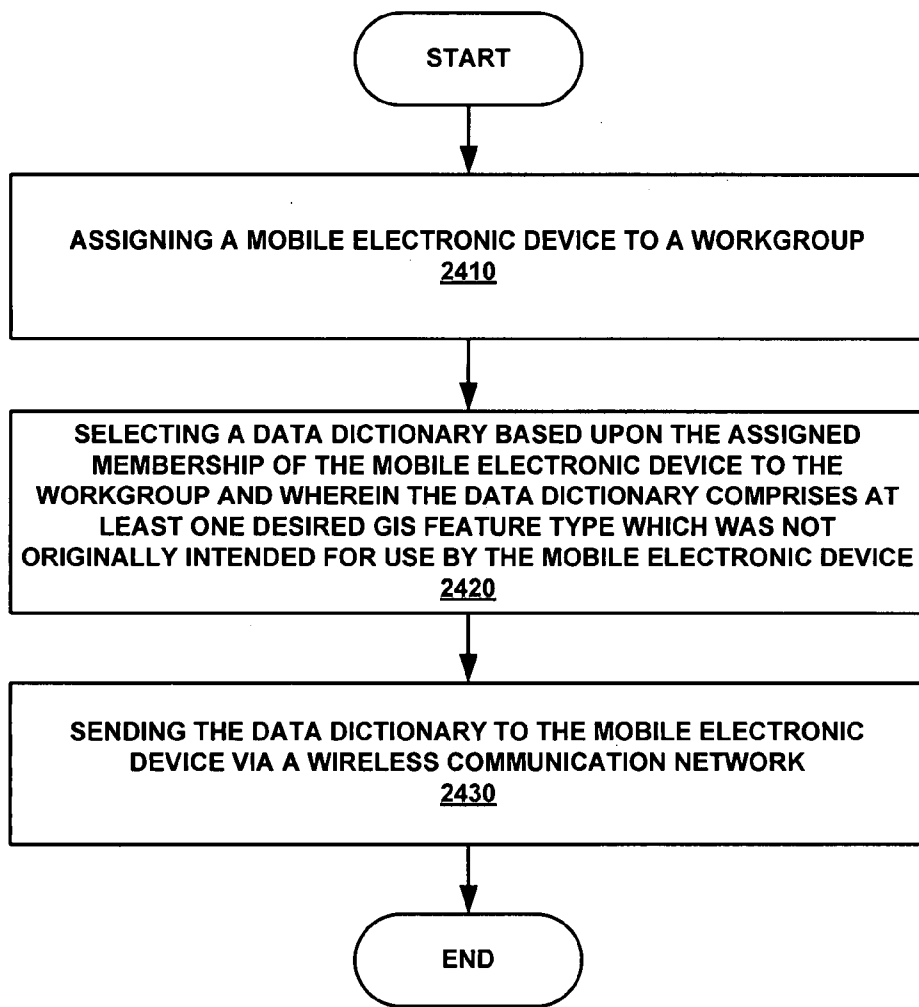 START
ASSIGNING A MOBILE ELECTRONIC DEVICE TO A WORKGROUP
2410
SELECTING A DATA DICTIONARY BASED UPON THE ASSIGNED
MEMBERSHIP OF THE MOBILE ELECTRONIC DEVICE TO THE
WORKGROUP AND WHEREIN THE DATA DICTIONARY COMPRISES AT
LEAST ONE DESIRED GIS FEATURE TYPE WHICH WAS NOT
ORIGINALLY INTENDED FOR USE BY THE MOBILE ELECTRONIC DEVICE
2420
SENDING THE DATA DICTIONARY TO THE MOBILE ELECTRONIC
DEVICE VIA A WIRELESS COMMUNICATION NETWORK
2430
END